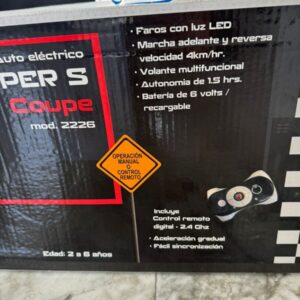 Auto eléctrico
PER S
Coupe
mod. 2226
• Faros con luz LED
• Marcha adelante y reversa
velocidad 4km/hr.
• Volante multifuncional
• Autonomia de 1.5 hrs.
• Batería de 6 volts /
recargable
OPERACIÓN
MANUAL
O
CONTROL
REMOTO
Incluye
Control remoto
digital - 2.4 Ghz
• Aceleración gradual
• Fácil sincronización
Edad: 2 a 6 años